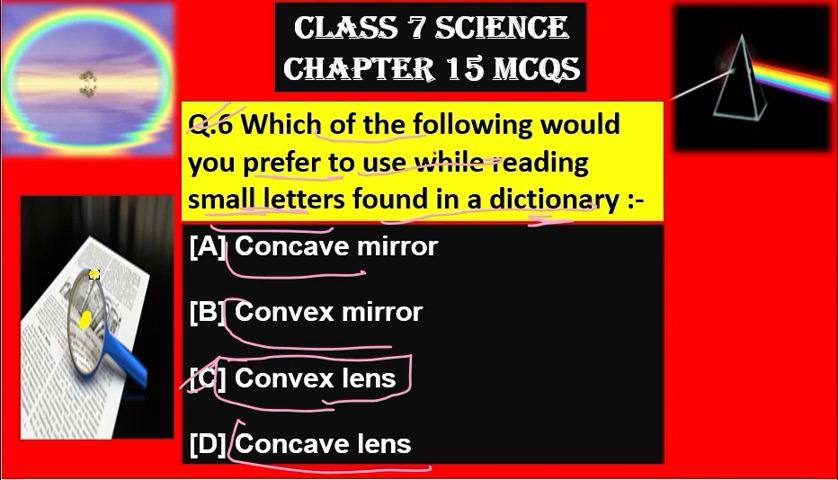 CLASS 7 SCIENCE
CHAPTER 15 MCQS
Q.6 Which of the following would
you prefer to use while reading
small letters found in a dictionary :-
[A] Concave mirror
[B] Convex mirror
[C] Convex lens
[D] Concave lens